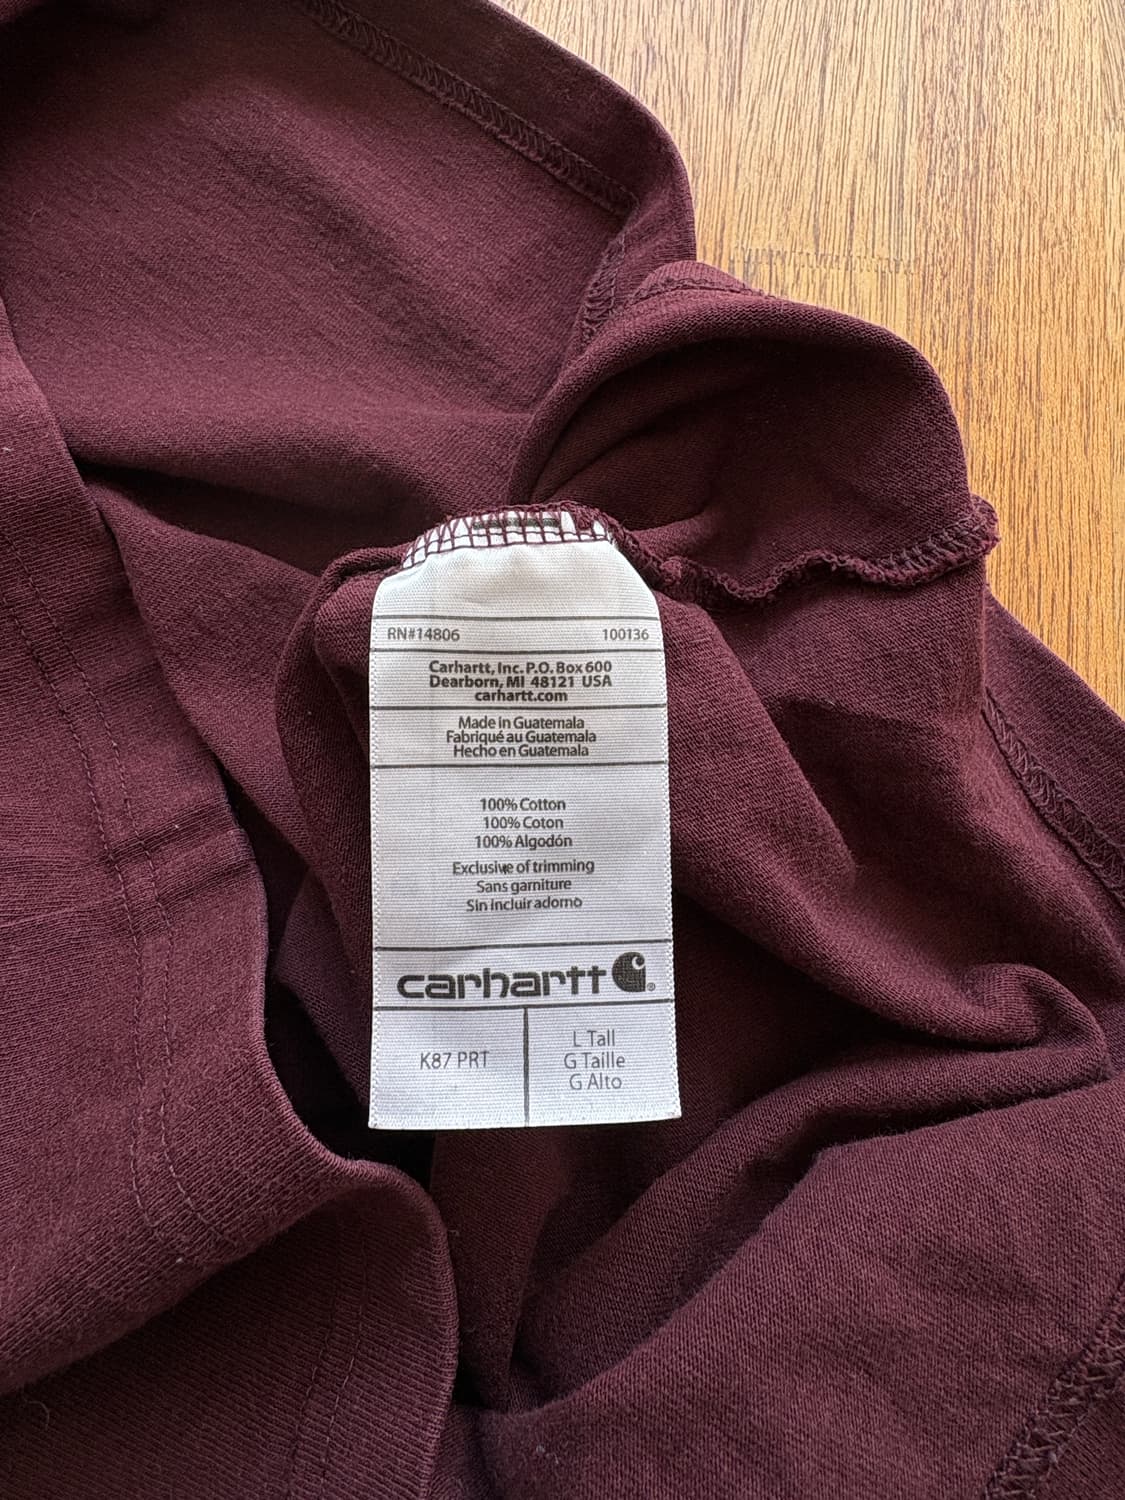 RN#14806 100136
Carhartt, Inc. P.O. Box 600
Dearborn, MI 48121 USA
carhartt.com
Made in Guatemala
Fabriqué au Guatemala
Hecho en Guatemala
100% Cotton
100% Coton
100% Algodón
Exclusive of trimming
Sans garniture
Sin incluir adorno
carhartt
K87 PRT
L Tall
G Taille
G Alto